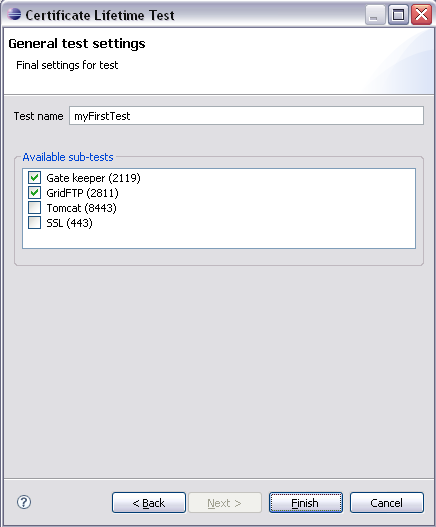 Certificate Lifetime Test
General test settings
Final settings for test
Test name myFirstTest
Available sub-tests
Gate keeper (2119)
GridFTP (2811)
Tomcat (8443)
SSL (443)
? < Back Next > Finish Cancel